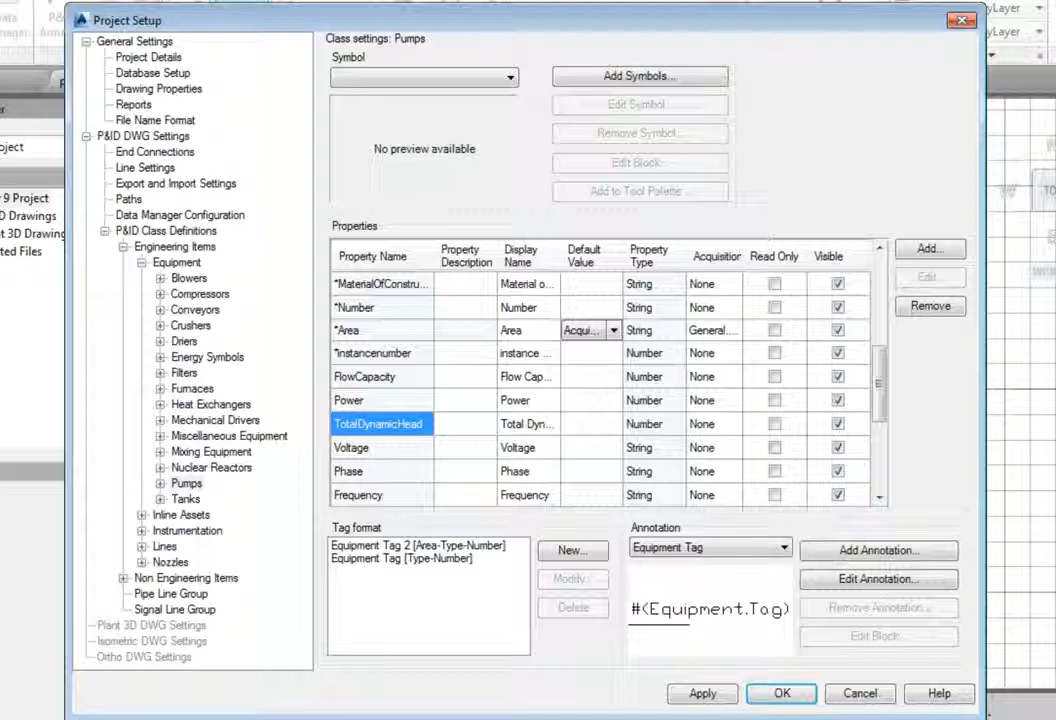 Project Setup
General Settings
Project Details
Database Setup
Drawing Properties
Reports
File Name Format
P&ID DWG Settings
End Connections
Line Settings
Export and Import Settings
Paths
Data Manager Configuration
P&ID Class Definitions
Engineering Items
Equipment
Blowers
Compressors
Conveyors
Crushers
Driers
Energy Symbols
Filters
Furnaces
Heat Exchangers
Mechanical Drivers
Miscellaneous Equipment
Mixing Equipment
Nuclear Reactors
Pumps
Tanks
Inline Assets
Instrumentation
Lines
Nozzles
Non Engineering Items
Pipe Line Group
Signal Line Group
Plant 3D DWG Settings
Isometric DWG Settings
Ortho DWG Settings
Class settings: Pumps
Symbol
Add Symbols...
Edit Symbol...
Remove Symbol...
Edit Block...
Add to Tool Palette...
No preview available
Properties
Property Name Property Description Display Name Default Value Property Type Acquisition Read Only Visible
*MaterialOfConstru... Material o... String None
*Number Number String None
*Area Area Acqui... String General....
*instancenumber instance ... Number None
FlowCapacity Flow Cap... Number None
Power Power Number None
TotalDynamicHead Total Dyn... Number None
Voltage Voltage String None
Phase Phase String None
Frequency Frequency String None
Add...
Edit...
Remove
Tag format
Equipment Tag 2 [Area-Type-Number]
Equipment Tag [Type-Number]
New...
Modify...
Delete
Annotation
Equipment Tag
#(Equipment.Tag)
Add Annotation...
Edit Annotation...
Remove Annotation...
Edit Block...
Apply
OK
Cancel
Help
9 Project
D Drawings
t 3D Drawing
ted Files
oject
yLayer
yLayer